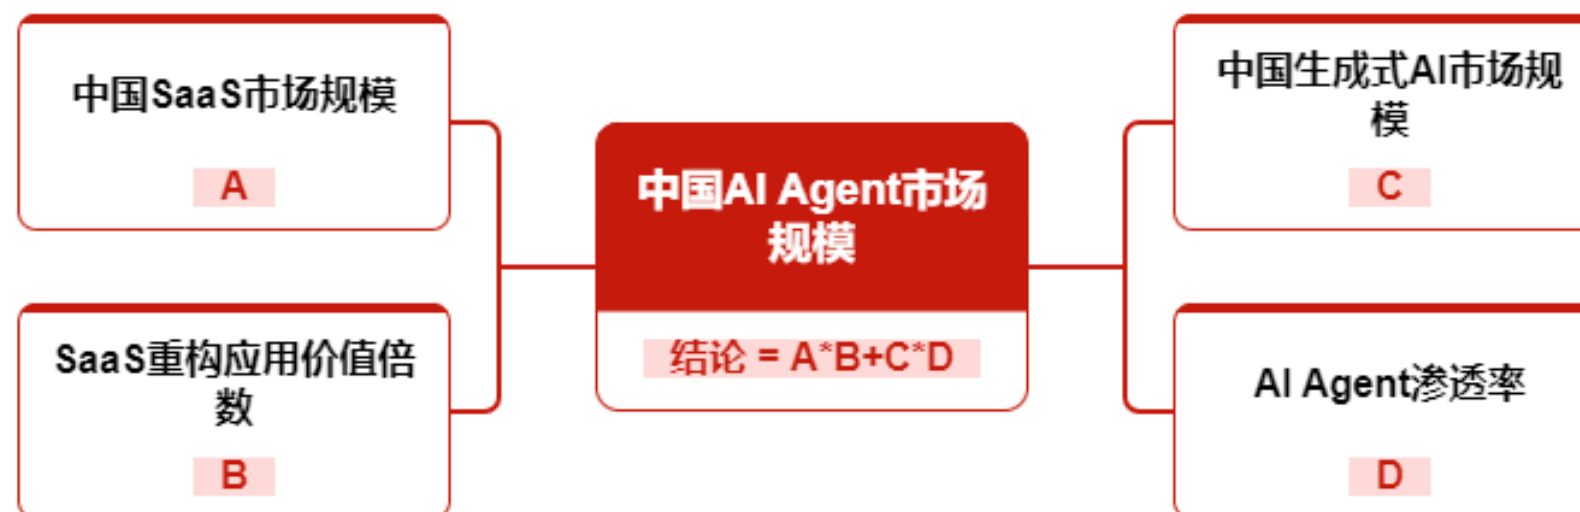 中国SaaS市场规模
A
SaaS重构应用价值倍
数
B
中国AI Agent市场
规模
结论 = A*B+C*D
中国生成式AI市场规
模
C
AI Agent渗透率
D